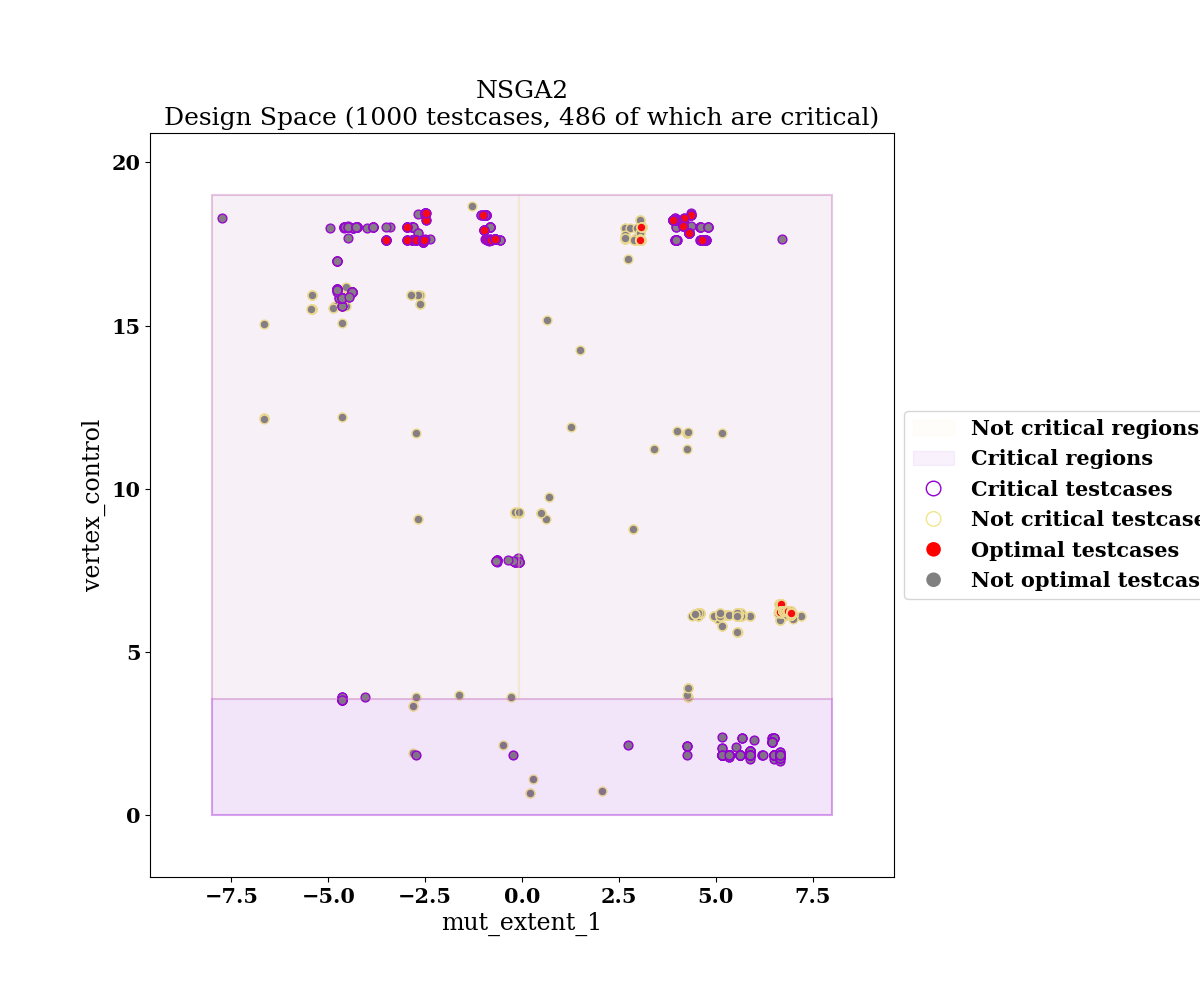 NSGA2
Design Space (1000 testcases, 486 of which are critical)
20
15
10
5
0
vertex_control
−7.5 −5.0 −2.5 0.0 2.5 5.0 7.5
mut_extent_1
Not critical regions
Critical regions
Critical testcases
Not critical testcase
Optimal testcases
Not optimal testcas